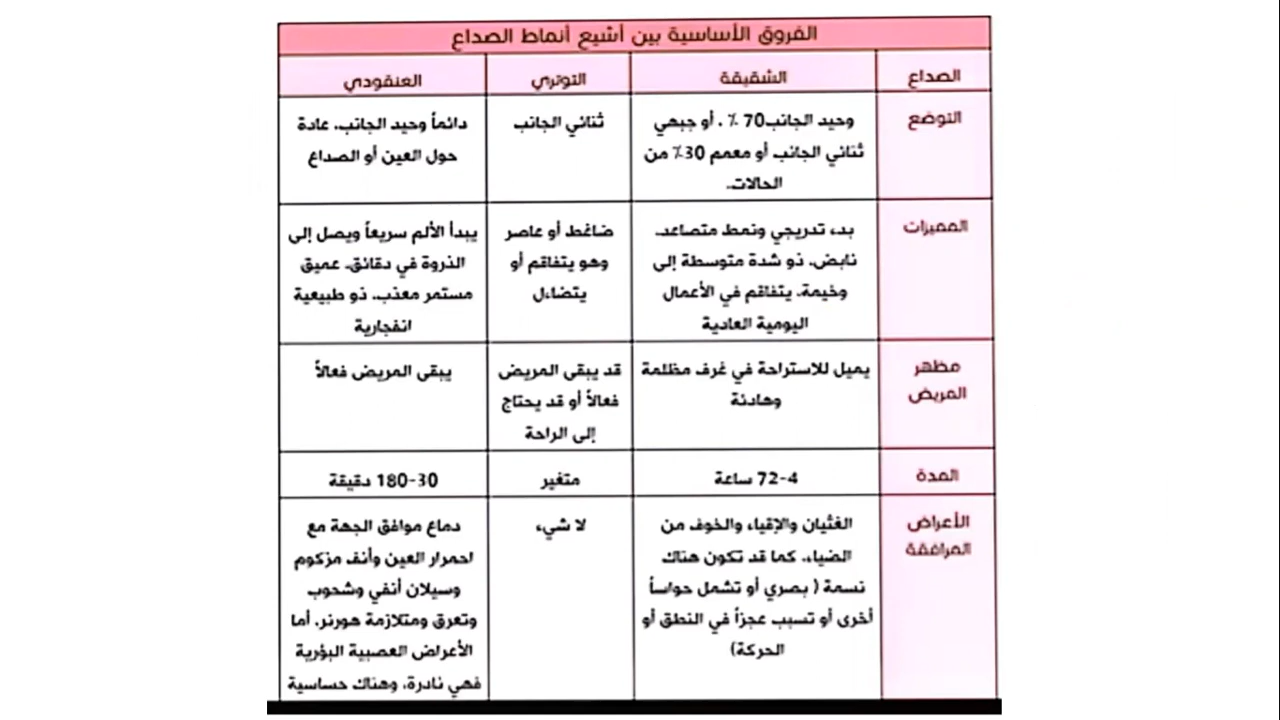 الفروق الأساسية بين أشيع أنماط الصداع
الصداع
الشقيقة
التوتري
العنقودي
التوضع
وحيد الجانب70 ٪ . أو جبهي
ثنائي الجانب أو معمم 30٪ من
الحالات.
ثنائي الجانب
دائماً وحيد الجانب. عادة
حول العين أو الصداع
المميزات
بدء تدريجي ونمط متصاعد.
نابض. ذو شدة متوسطة إلى
وخيمة. يتفاقم في الأعمال
اليومية العادية
ضاغط أو عاصر
وهو يتفاقم أو
يتضاءل
يبدأ الألم سريعاً ويصل إلى
الذروة في دقائق. عميق
مستمر معذب. ذو طبيعية
انفجارية
مظهر
المريض
يميل للاستراحة في غرف مظلمة
وهادئة
قد يبقى المريض
فعالاً أو قد يحتاج
إلى الراحة
يبقى المريض فعالاً
المدة
4-72 ساعة
متغير
30-180 دقيقة
الأعراض
المرافقة
الغثيان والإقياء والخوف من
الضياء. كما قد تكون هناك
نسمة ( بصري أو تشمل حواساً
أخرى أو تسبب عجزاً في النطق أو
الحركة)
لا شيء
دماع موافق الجهة مع
احمرار العين وأنف مزكوم
وسيلان أنفي وشحوب
وتعرق ومتلازمة هورنر. أما
الأعراض العصبية البؤرية
فهي نادرة. وهناك حساسية